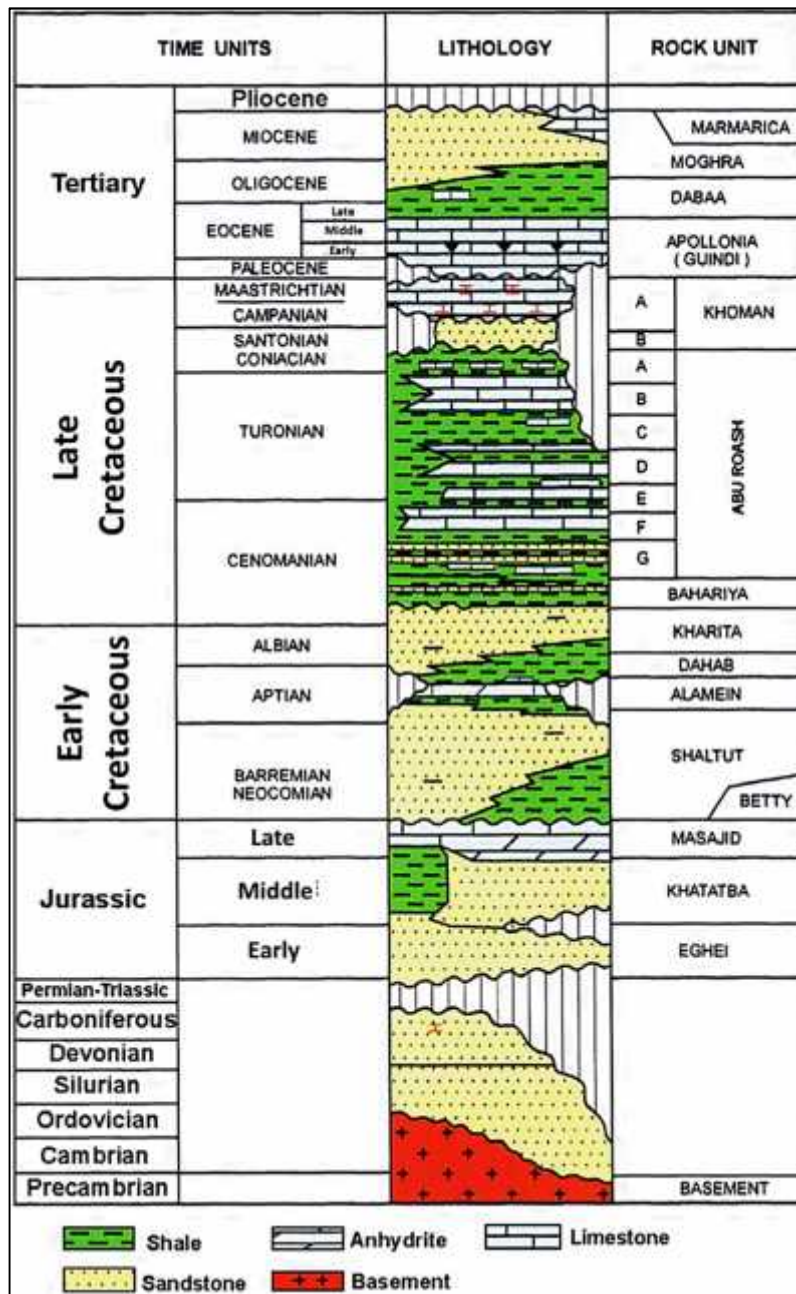 TIME UNITS LITHOLOGY ROCK UNIT
Pliocene
Tertiary
MIOCENE
OLIGOCENE
EOCENE
Late
Middle
Early
PALEOCENE
MARMARICA
MOGHRA
DABAA
APOLLONIA
( GUINDI )
Late
Cretaceous
MAASTRICHTIAN
CAMPANIAN
SANTONIAN
CONIACIAN
TURONIAN
CENOMANIAN
A
B
KHOMAN
A
B
C
D
E
F
G
ABU ROASH
BAHARIYA
Early
Cretaceous
ALBIAN
APTIAN
BARREMIAN
NEOCOMIAN
KHARITA
DAHAB
ALAMEIN
SHALTUT
BETTY
Jurassic
Late
Middle
Early
MASAJID
KHATATBA
EGHEI
Permian-Triassic
Carboniferous
Devonian
Silurian
Ordovician
Cambrian
Precambrian
BASEMENT
Shale Anhydrite Limestone
Sandstone Basement